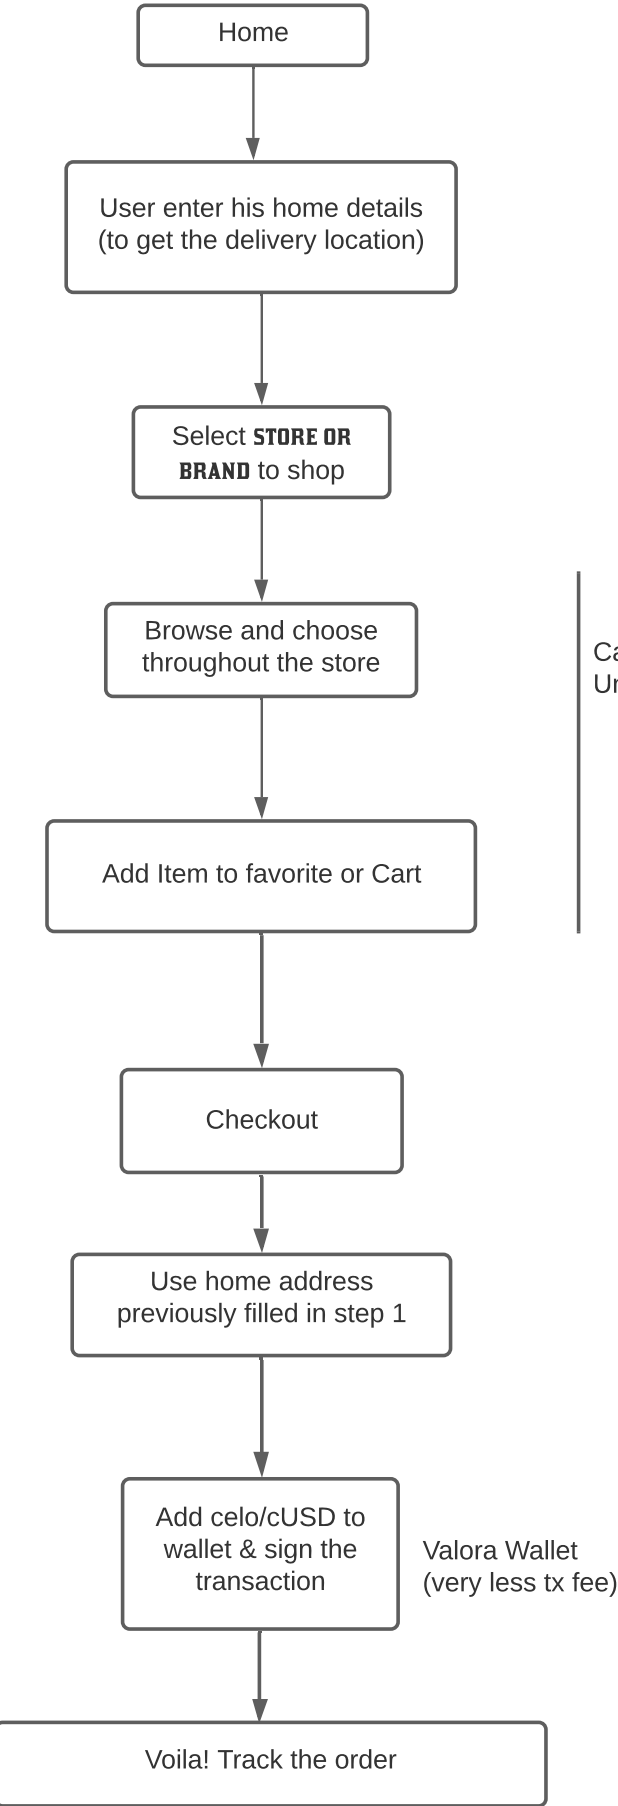 Home
User enter his home details
(to get the delivery location)
Select STORE OR
BRAND to shop
Browse and choose
throughout the store
Add Item to favorite or Cart
Checkout
Use home address
previously filled in step 1
Add celo/cUSD to
wallet & sign the
transaction
Valora Wallet
(very less tx fee)
Voila! Track the order